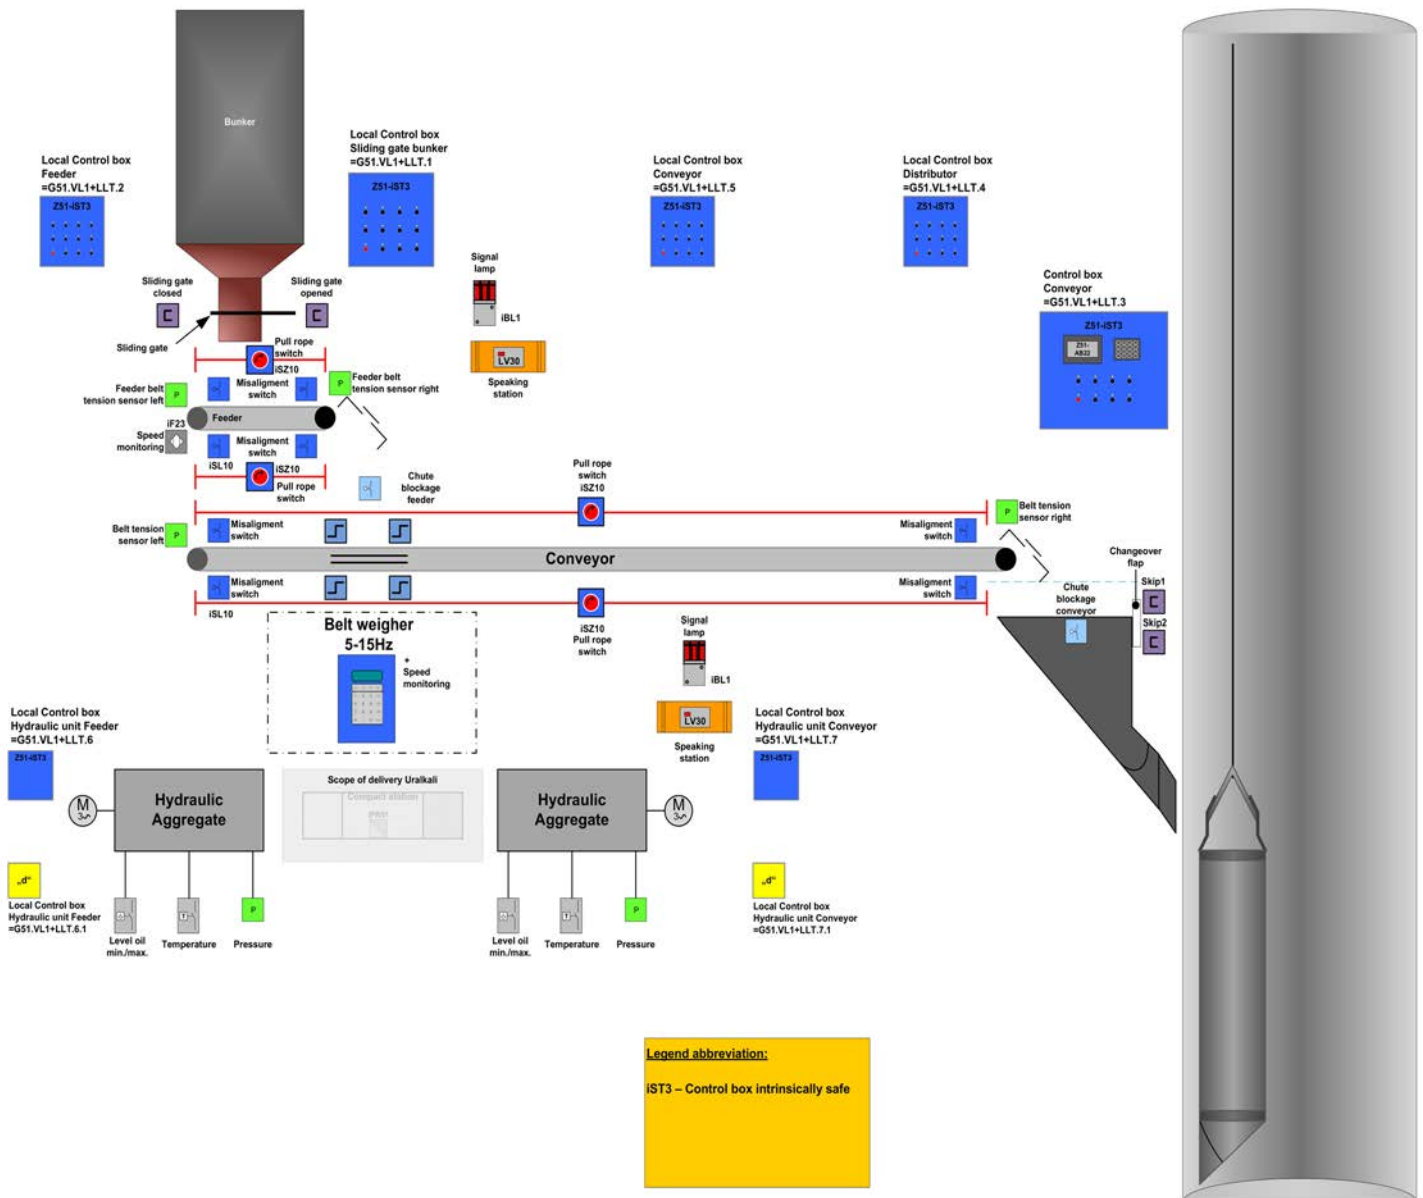 Bunker
Local Control box
Feeder
=G51.VL1+LLT.2
Z51-iST3
Local Control box
Sliding gate bunker
=G51.VL1+LLT.1
Z51-iST3
Local Control box
Conveyor
=G51.VL1+LLT.5
Z51-iST3
Local Control box
Distributor
=G51.VL1+LLT.4
Z51-iST3
Control box
Conveyor
=G51.VL1+LLT.3
Z51-iST3
Z51-
AB22
Signal
lamp
iBL1
LV30
Speaking
station
Sliding gate
closed
Sliding gate
opened
Sliding gate
Pull rope
switch
iSZ10
Feeder belt
tension sensor left
P
Misaligment
switch
P
Feeder belt
tension sensor right
Feeder
iF23
Speed
monitoring
Misaligment
switch
iSL10
iSZ10
Pull rope
switch
Chute
blockage
feeder
Pull rope
switch
iSZ10
Belt tension
sensor left
P
Misaligment
switch
Misaligment
switch
P
Belt tension
sensor right
Conveyor
Changeover
flap
Misaligment
switch
iSL10
Misaligment
switch
Chute
blockage
conveyor
Skip1
Skip2
iSZ10
Pull rope
switch
Belt weigher
5-15Hz
+
Speed
monitoring
Signal
lamp
iBL1
LV30
Speaking
station
Local Control box
Hydraulic unit Feeder
=G51.VL1+LLT.6
Z51-iST3
Local Control box
Hydraulic unit Conveyor
=G51.VL1+LLT.7
Z51-iST3
M
3~
Hydraulic
Aggregate
Scope of delivery Uralkali
Compact station
Hydraulic
Aggregate
M
3~
„d“
Local Control box
Hydraulic unit Feeder
=G51.VL1+LLT.6.1
Level oil
min./max.
T
Temperature
P
Pressure
Level oil
min./max.
T
Temperature
P
Pressure
„d“
Local Control box
Hydraulic unit Conveyor
=G51.VL1+LLT.7.1
Legend abbreviation:
iST3 – Control box intrinsically safe